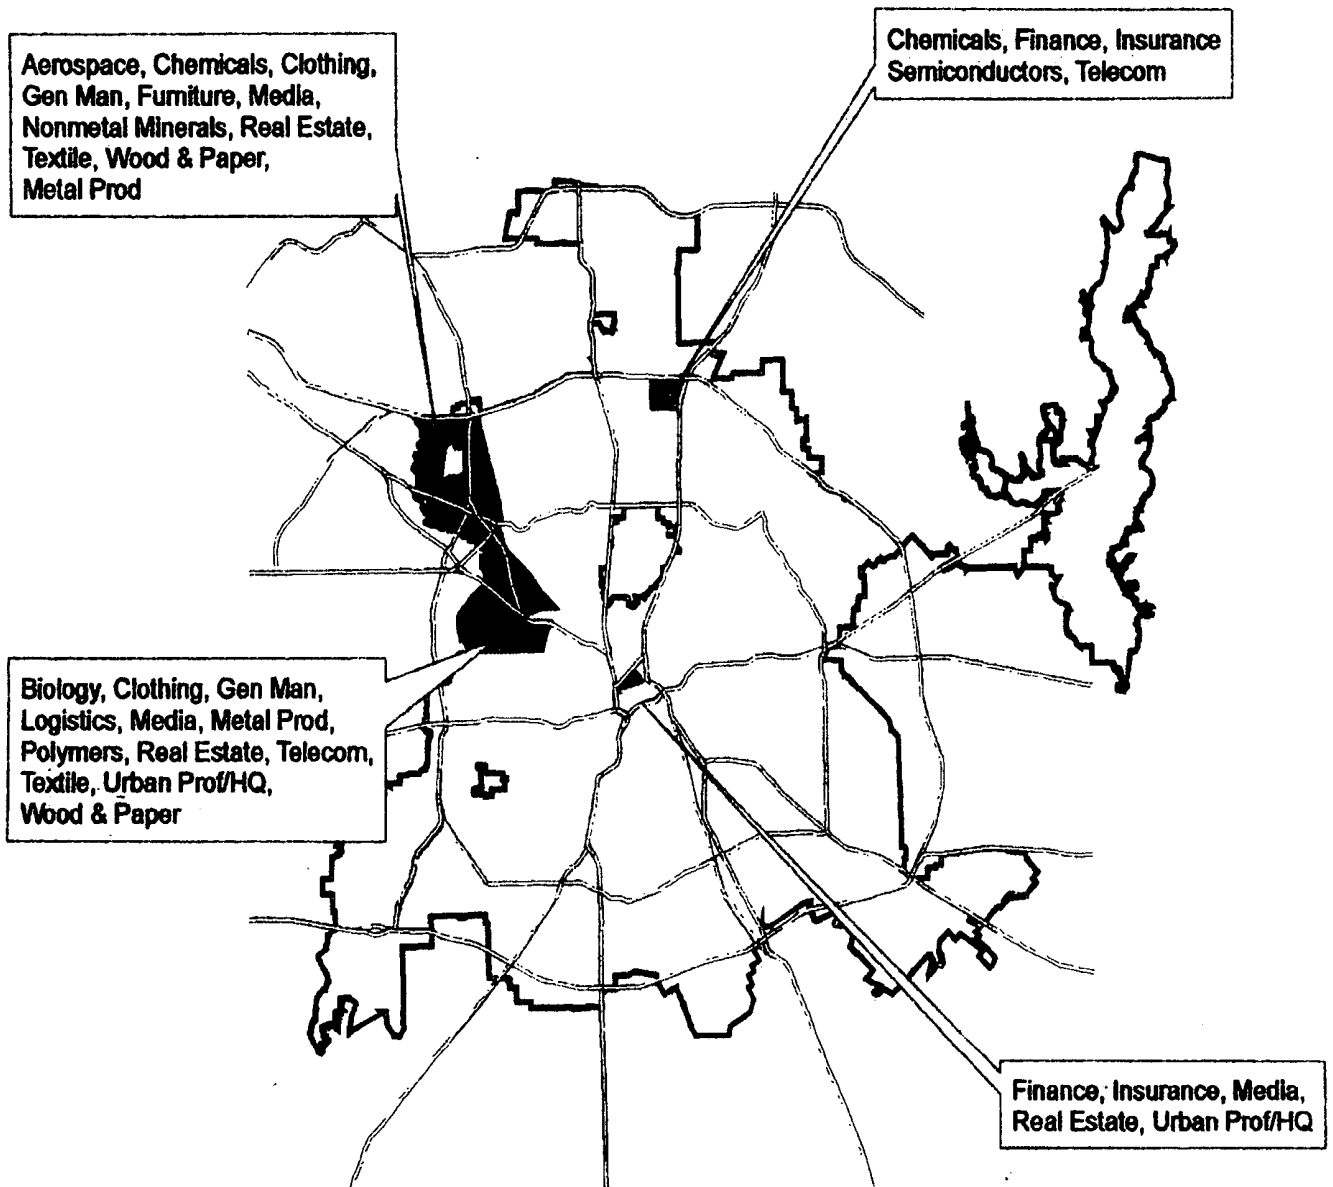 Aerospace, Chemicals, Clothing,
Gen Man, Furniture, Media,
Nonmetal Minerals, Real Estate,
Textile, Wood & Paper,
Metal Prod
Chemicals, Finance, Insurance
Semiconductors, Telecom
Biology, Clothing, Gen Man,
Logistics, Media, Metal Prod,
Polymers, Real Estate, Telecom,
Textile, Urban Prof/HQ,
Wood & Paper
Finance, Insurance, Media,
Real Estate, Urban Prof/HQ